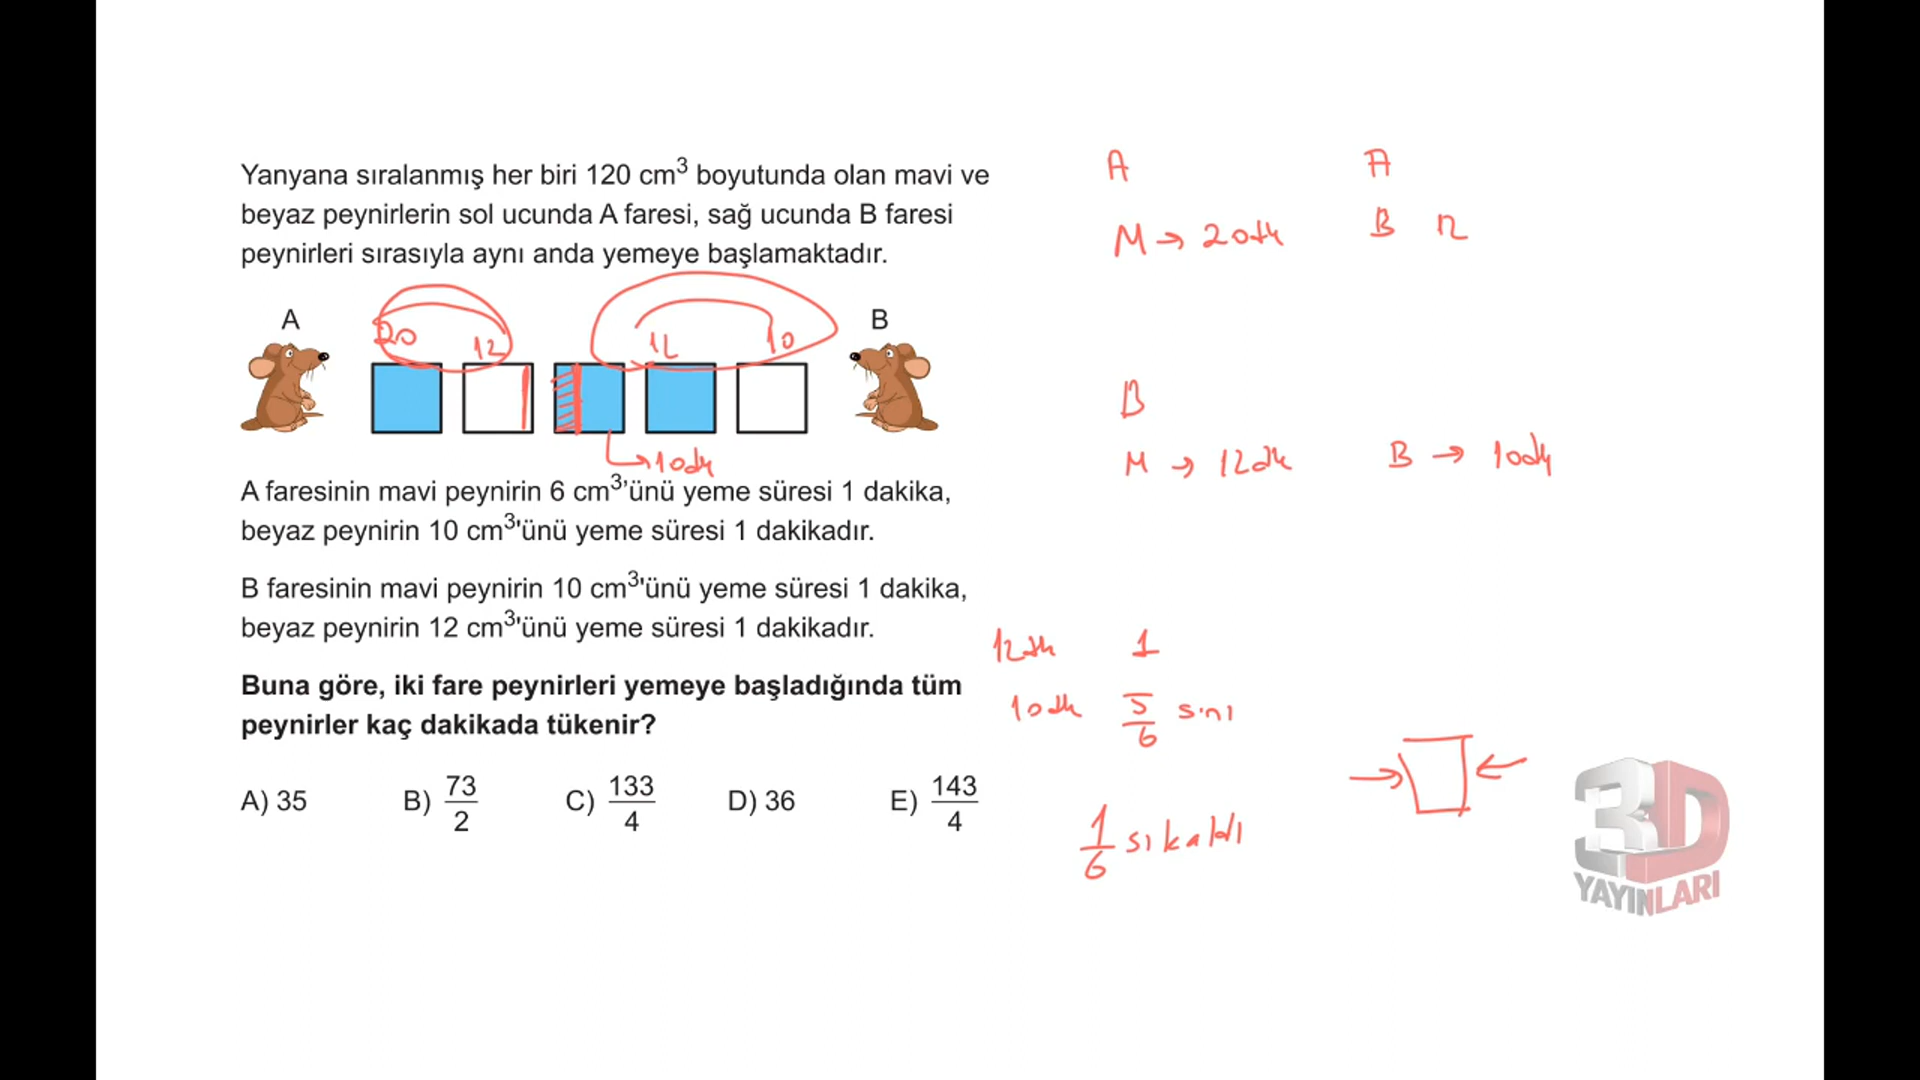 Yanyana sıralanmış her biri 120 cm³ boyutunda olan mavi ve
beyaz peynirlerin sol ucunda A faresi, sağ ucunda B faresi
peynirleri sırasıyla aynı anda yemeye başlamaktadır.
A
B
20
12
12
10
10dk
A faresinin mavi peynirin 6 cm³'ünü yeme süresi 1 dakika,
beyaz peynirin 10 cm³'ünü yeme süresi 1 dakikadır.
B faresinin mavi peynirin 10 cm³'ünü yeme süresi 1 dakika,
beyaz peynirin 12 cm³'ünü yeme süresi 1 dakikadır.
Buna göre, iki fare peynirleri yemeye başladığında tüm
peynirler kaç dakikada tükenir?
A) 35 B) 73/2 C) 133/4 D) 36 E) 143/4
A A
M → 20dk B 12
B
M → 12dk B → 10dk
12dk 1
10dk 5/6 sını
1/6 sı kaldı
3D
YAYINLARI